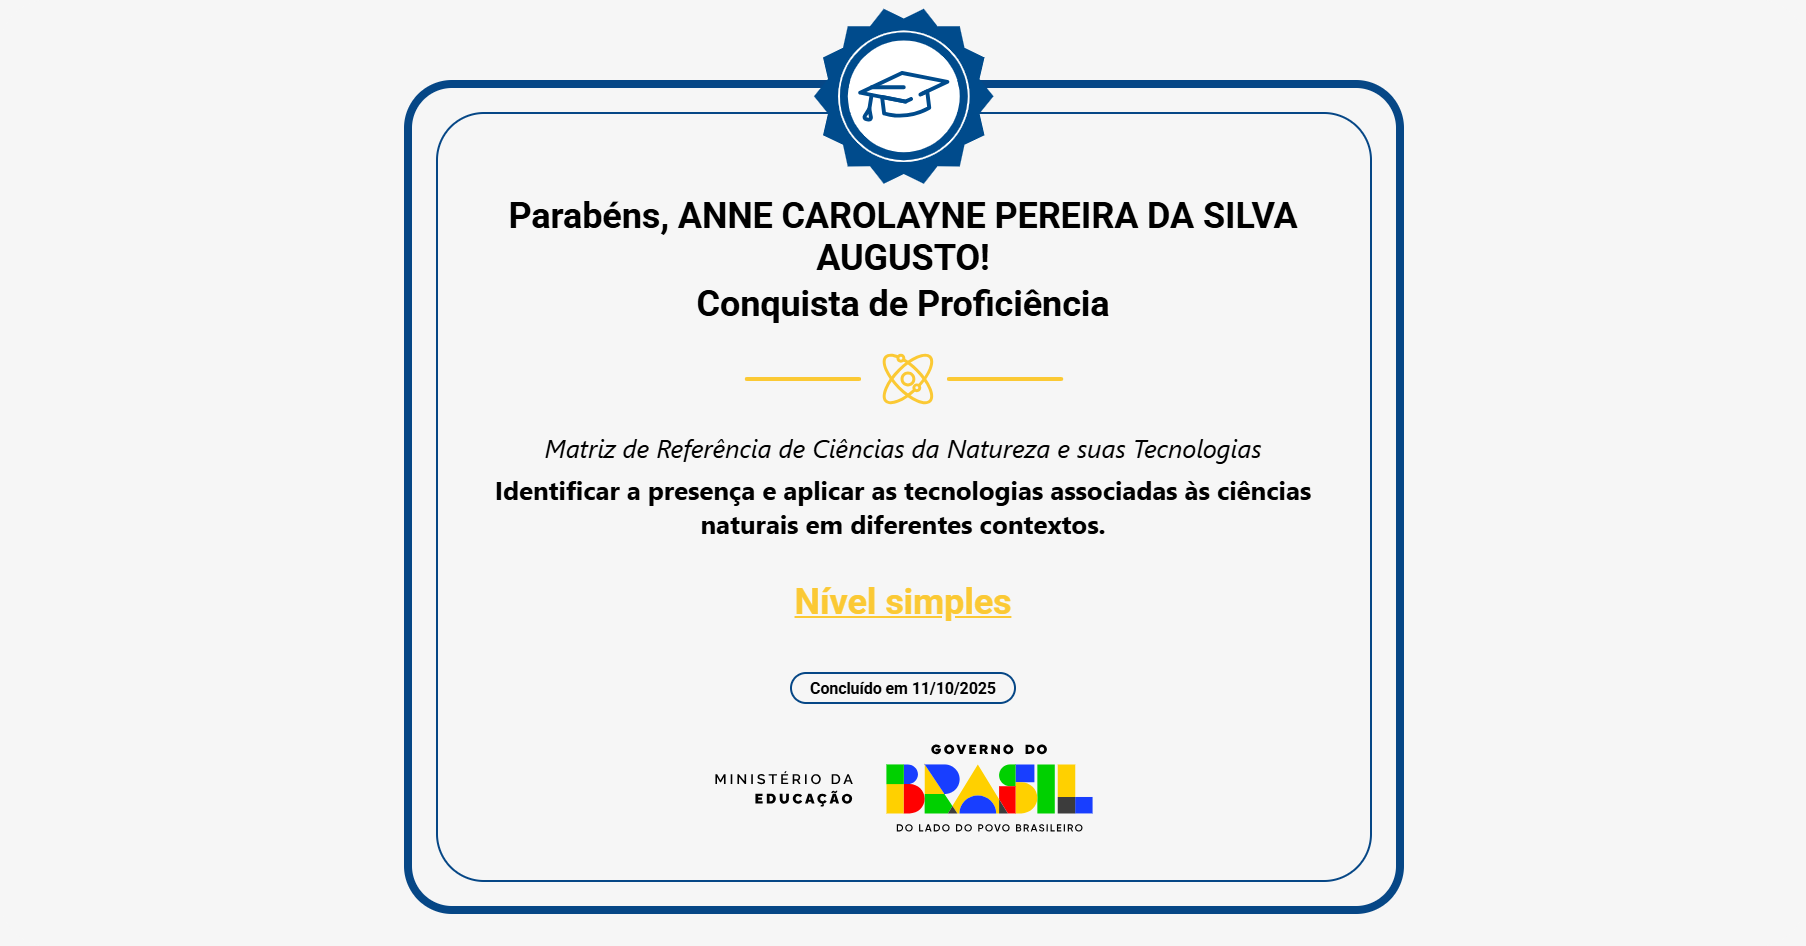 Parabéns, ANNE CAROLAYNE PEREIRA DA SILVA
AUGUSTO!
Conquista de Proficiência
Matriz de Referência de Ciências da Natureza e suas Tecnologias
Identificar a presença e aplicar as tecnologias associadas às ciências
naturais em diferentes contextos.
Nível simples
Concluído em 11/10/2025
MINISTÉRIO DA
EDUCAÇÃO
GOVERNO DO
BRASIL
DO LADO DO POVO BRASILEIRO